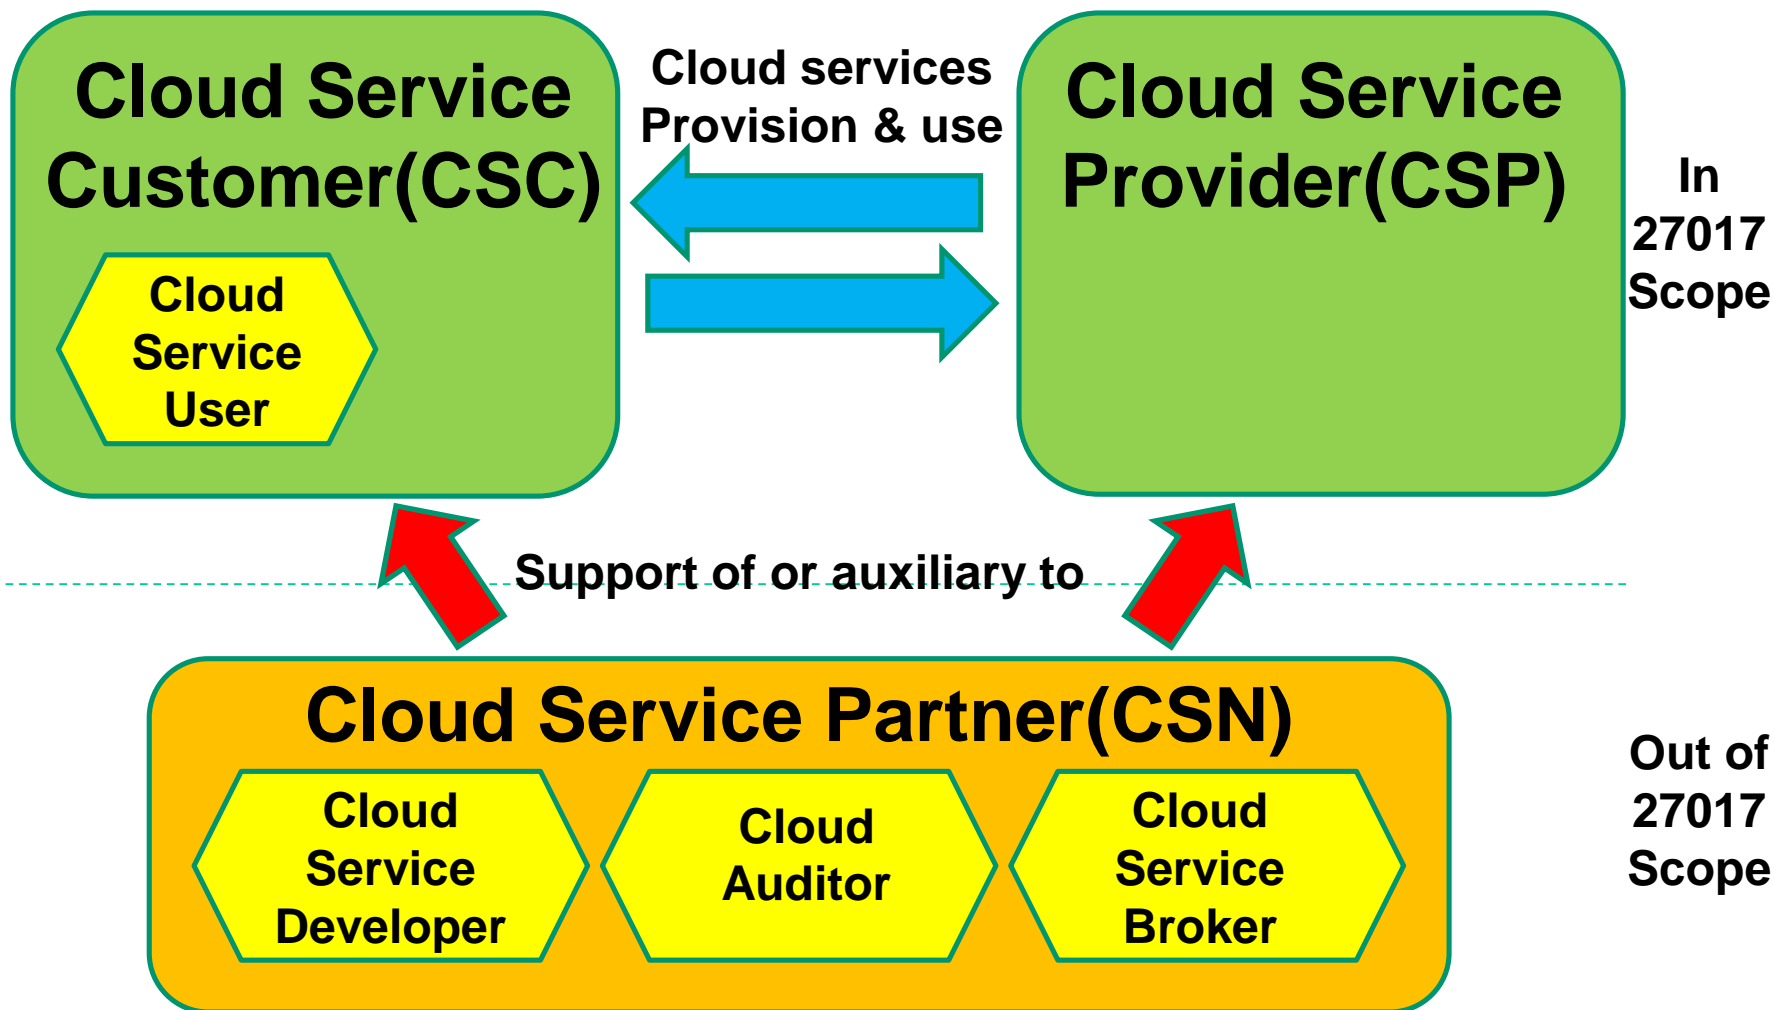 Cloud Service
Customer(CSC)
Cloud
Service
User
Cloud services
Provision & use
Cloud Service
Provider(CSP)
In
27017
Scope
Support of or auxiliary to
Cloud Service Partner(CSN)
Cloud
Service
Developer
Cloud
Auditor
Cloud
Service
Broker
Out of
27017
Scope